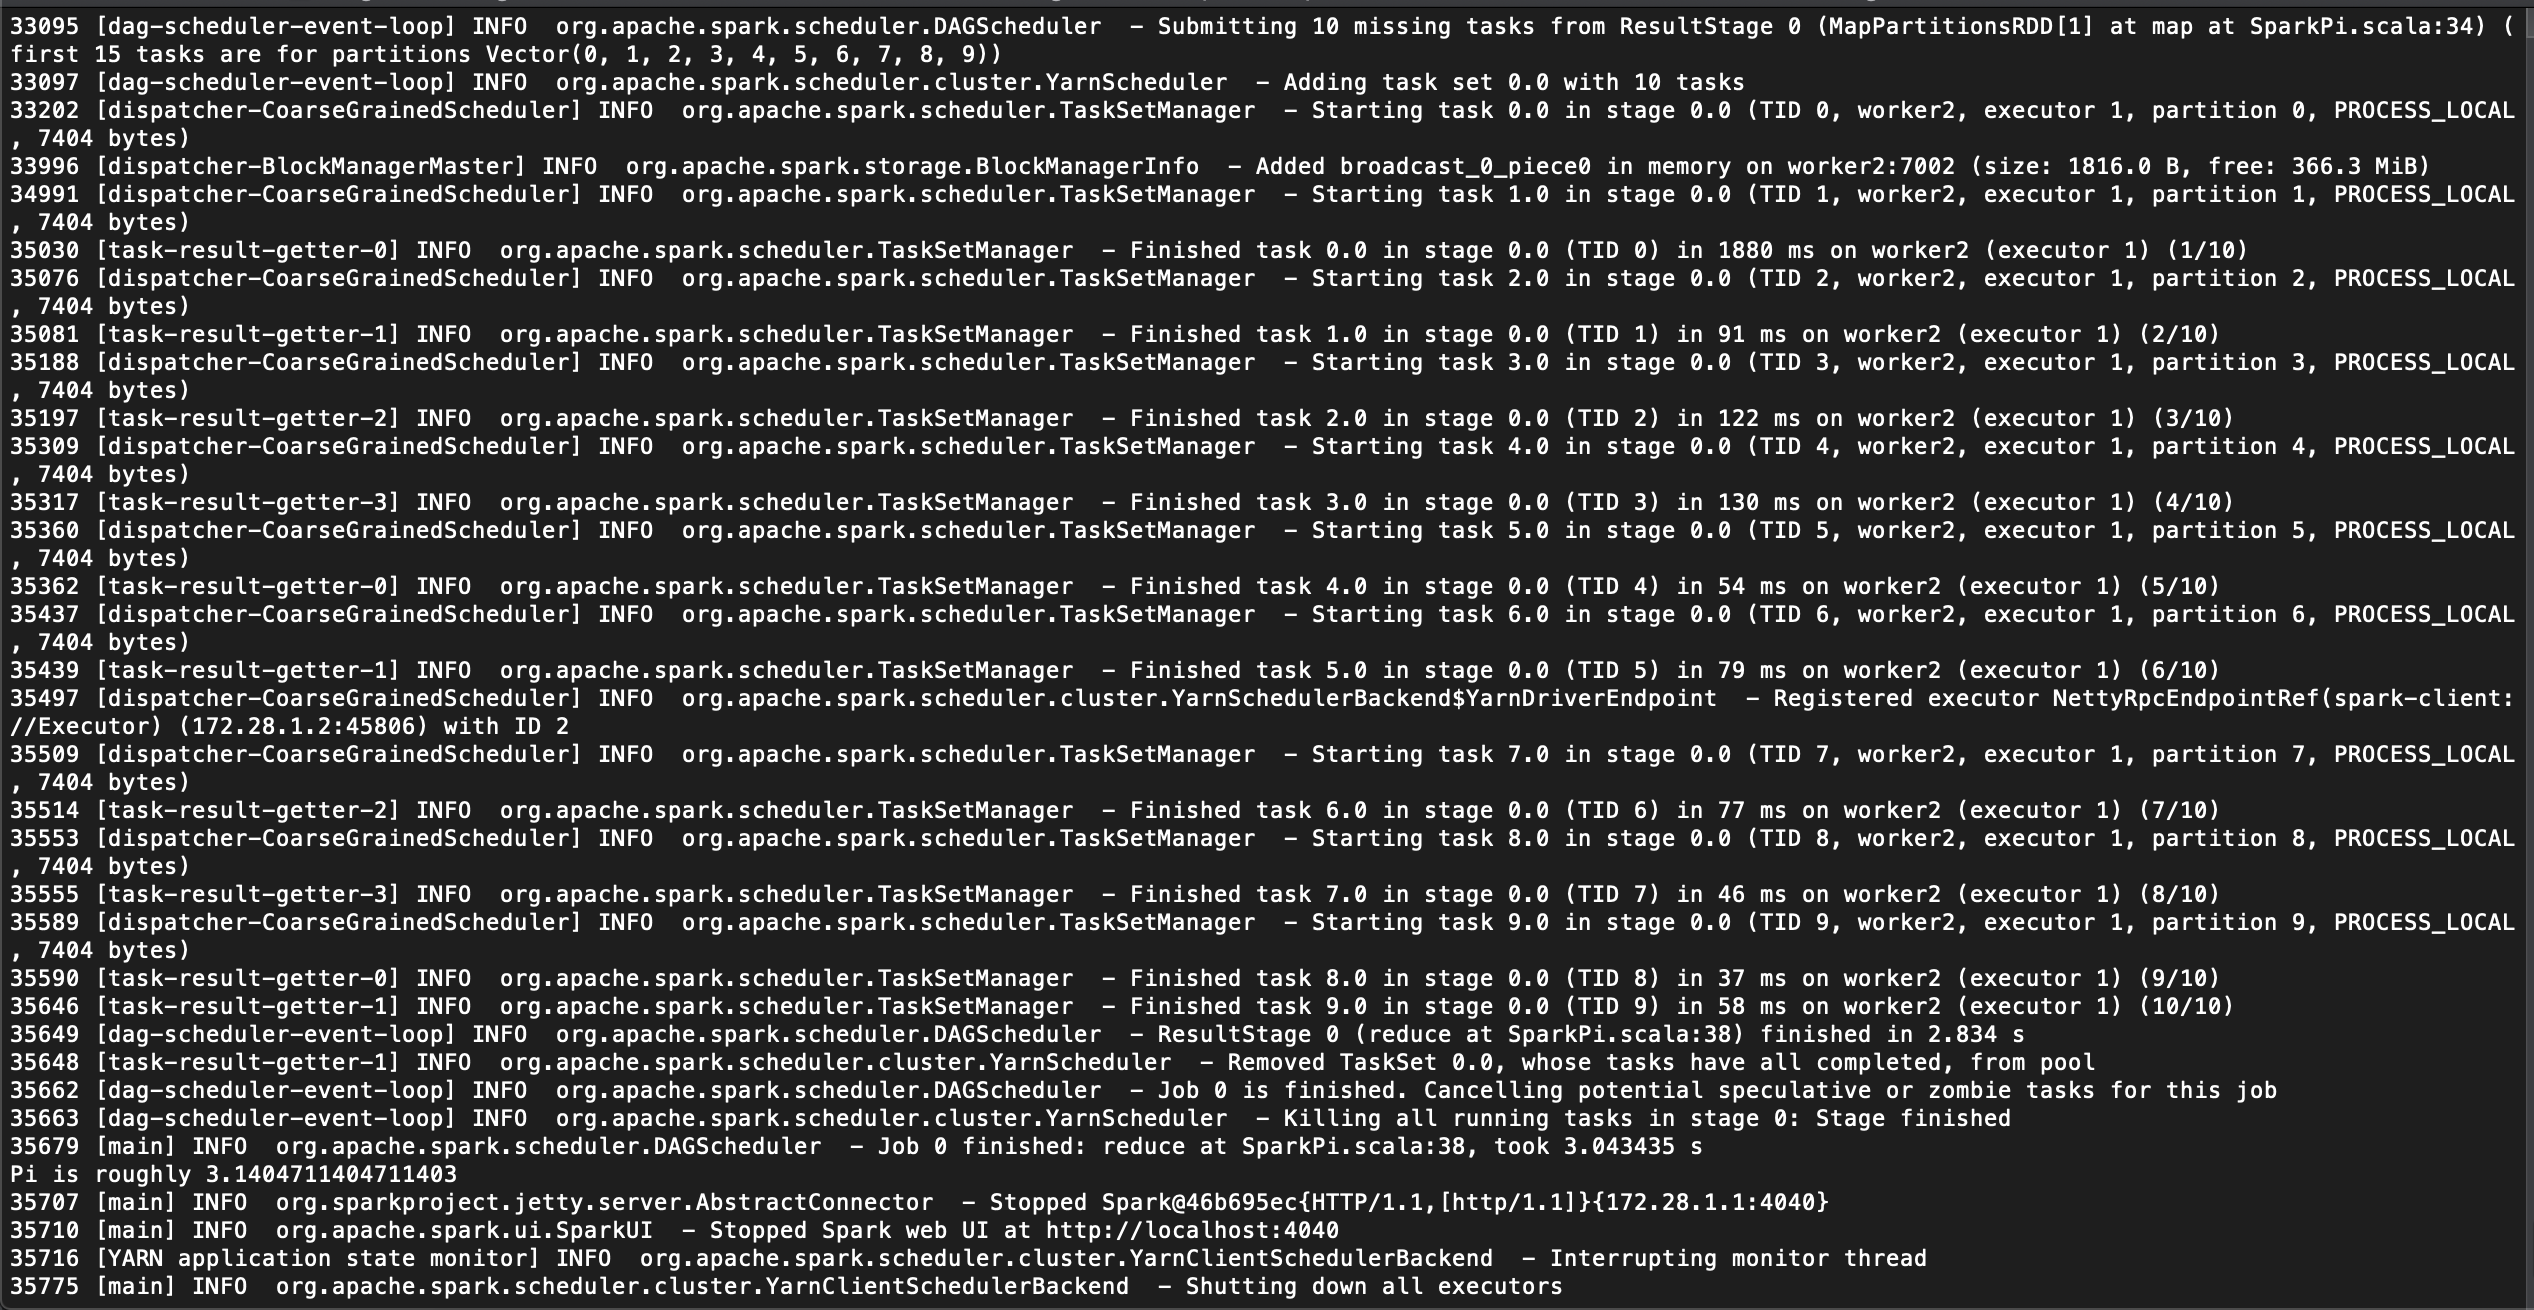 33095 [dag-scheduler-event-loop] INFO  org.apache.spark.scheduler.DAGScheduler  – Submitting 10 missing tasks from ResultStage 0 (MapPartitionsRDD[1] at map at SparkPi.scala:34) (
first 15 tasks are for partitions Vector(0, 1, 2, 3, 4, 5, 6, 7, 8, 9))
33097 [dag-scheduler-event-loop] INFO  org.apache.spark.scheduler.cluster.YarnScheduler  – Adding task set 0.0 with 10 tasks
33202 [dispatcher-CoarseGrainedScheduler] INFO  org.apache.spark.scheduler.TaskSetManager  – Starting task 0.0 in stage 0.0 (TID 0, worker2, executor 1, partition 0, PROCESS_LOCAL
, 7404 bytes)
33996 [dispatcher-BlockManagerMaster] INFO  org.apache.spark.storage.BlockManagerInfo  – Added broadcast_0_piece0 in memory on worker2:7002 (size: 1816.0 B, free: 366.3 MiB)
34991 [dispatcher-CoarseGrainedScheduler] INFO  org.apache.spark.scheduler.TaskSetManager  – Starting task 1.0 in stage 0.0 (TID 1, worker2, executor 1, partition 1, PROCESS_LOCAL
, 7404 bytes)
35030 [task-result-getter-0] INFO  org.apache.spark.scheduler.TaskSetManager  – Finished task 0.0 in stage 0.0 (TID 0) in 1880 ms on worker2 (executor 1) (1/10)
35076 [dispatcher-CoarseGrainedScheduler] INFO  org.apache.spark.scheduler.TaskSetManager  – Starting task 2.0 in stage 0.0 (TID 2, worker2, executor 1, partition 2, PROCESS_LOCAL
, 7404 bytes)
35081 [task-result-getter-1] INFO  org.apache.spark.scheduler.TaskSetManager  – Finished task 1.0 in stage 0.0 (TID 1) in 91 ms on worker2 (executor 1) (2/10)
35188 [dispatcher-CoarseGrainedScheduler] INFO  org.apache.spark.scheduler.TaskSetManager  – Starting task 3.0 in stage 0.0 (TID 3, worker2, executor 1, partition 3, PROCESS_LOCAL
, 7404 bytes)
35197 [task-result-getter-2] INFO  org.apache.spark.scheduler.TaskSetManager  – Finished task 2.0 in stage 0.0 (TID 2) in 122 ms on worker2 (executor 1) (3/10)
35309 [dispatcher-CoarseGrainedScheduler] INFO  org.apache.spark.scheduler.TaskSetManager  – Starting task 4.0 in stage 0.0 (TID 4, worker2, executor 1, partition 4, PROCESS_LOCAL
, 7404 bytes)
35317 [task-result-getter-3] INFO  org.apache.spark.scheduler.TaskSetManager  – Finished task 3.0 in stage 0.0 (TID 3) in 130 ms on worker2 (executor 1) (4/10)
35360 [dispatcher-CoarseGrainedScheduler] INFO  org.apache.spark.scheduler.TaskSetManager  – Starting task 5.0 in stage 0.0 (TID 5, worker2, executor 1, partition 5, PROCESS_LOCAL
, 7404 bytes)
35362 [task-result-getter-0] INFO  org.apache.spark.scheduler.TaskSetManager  – Finished task 4.0 in stage 0.0 (TID 4) in 54 ms on worker2 (executor 1) (5/10)
35437 [dispatcher-CoarseGrainedScheduler] INFO  org.apache.spark.scheduler.TaskSetManager  – Starting task 6.0 in stage 0.0 (TID 6, worker2, executor 1, partition 6, PROCESS_LOCAL
, 7404 bytes)
35439 [task-result-getter-1] INFO  org.apache.spark.scheduler.TaskSetManager  – Finished task 5.0 in stage 0.0 (TID 5) in 79 ms on worker2 (executor 1) (6/10)
35497 [dispatcher-CoarseGrainedScheduler] INFO  org.apache.spark.scheduler.cluster.YarnSchedulerBackend$YarnDriverEndpoint  – Registered executor NettyRpcEndpointRef(spark-client:
//Executor) (172.28.1.2:45806) with ID 2
35509 [dispatcher-CoarseGrainedScheduler] INFO  org.apache.spark.scheduler.TaskSetManager  – Starting task 7.0 in stage 0.0 (TID 7, worker2, executor 1, partition 7, PROCESS_LOCAL
, 7404 bytes)
35514 [task-result-getter-2] INFO  org.apache.spark.scheduler.TaskSetManager  – Finished task 6.0 in stage 0.0 (TID 6) in 77 ms on worker2 (executor 1) (7/10)
35553 [dispatcher-CoarseGrainedScheduler] INFO  org.apache.spark.scheduler.TaskSetManager  – Starting task 8.0 in stage 0.0 (TID 8, worker2, executor 1, partition 8, PROCESS_LOCAL
, 7404 bytes)
35555 [task-result-getter-3] INFO  org.apache.spark.scheduler.TaskSetManager  – Finished task 7.0 in stage 0.0 (TID 7) in 46 ms on worker2 (executor 1) (8/10)
35589 [dispatcher-CoarseGrainedScheduler] INFO  org.apache.spark.scheduler.TaskSetManager  – Starting task 9.0 in stage 0.0 (TID 9, worker2, executor 1, partition 9, PROCESS_LOCAL
, 7404 bytes)
35590 [task-result-getter-0] INFO  org.apache.spark.scheduler.TaskSetManager  – Finished task 8.0 in stage 0.0 (TID 8) in 37 ms on worker2 (executor 1) (9/10)
35646 [task-result-getter-1] INFO  org.apache.spark.scheduler.TaskSetManager  – Finished task 9.0 in stage 0.0 (TID 9) in 58 ms on worker2 (executor 1) (10/10)
35649 [dag-scheduler-event-loop] INFO  org.apache.spark.scheduler.DAGScheduler  – ResultStage 0 (reduce at SparkPi.scala:38) finished in 2.834 s
35648 [task-result-getter-1] INFO  org.apache.spark.scheduler.cluster.YarnScheduler  – Removed TaskSet 0.0, whose tasks have all completed, from pool
35662 [dag-scheduler-event-loop] INFO  org.apache.spark.scheduler.DAGScheduler  – Job 0 is finished. Cancelling potential speculative or zombie tasks for this job
35663 [dag-scheduler-event-loop] INFO  org.apache.spark.scheduler.cluster.YarnScheduler  – Killing all running tasks in stage 0: Stage finished
35679 [main] INFO  org.apache.spark.scheduler.DAGScheduler  – Job 0 finished: reduce at SparkPi.scala:38, took 3.043435 s
Pi is roughly 3.1404711404711403
35707 [main] INFO  org.sparkproject.jetty.server.AbstractConnector  – Stopped Spark@46b695ec{HTTP/1.1,[http/1.1]}{172.28.1.1:4040}
35710 [main] INFO  org.apache.spark.ui.SparkUI  – Stopped Spark web UI at http://localhost:4040
35716 [YARN application state monitor] INFO  org.apache.spark.scheduler.cluster.YarnClientSchedulerBackend  – Interrupting monitor thread
35775 [main] INFO  org.apache.spark.scheduler.cluster.YarnClientSchedulerBackend  – Shutting down all executors